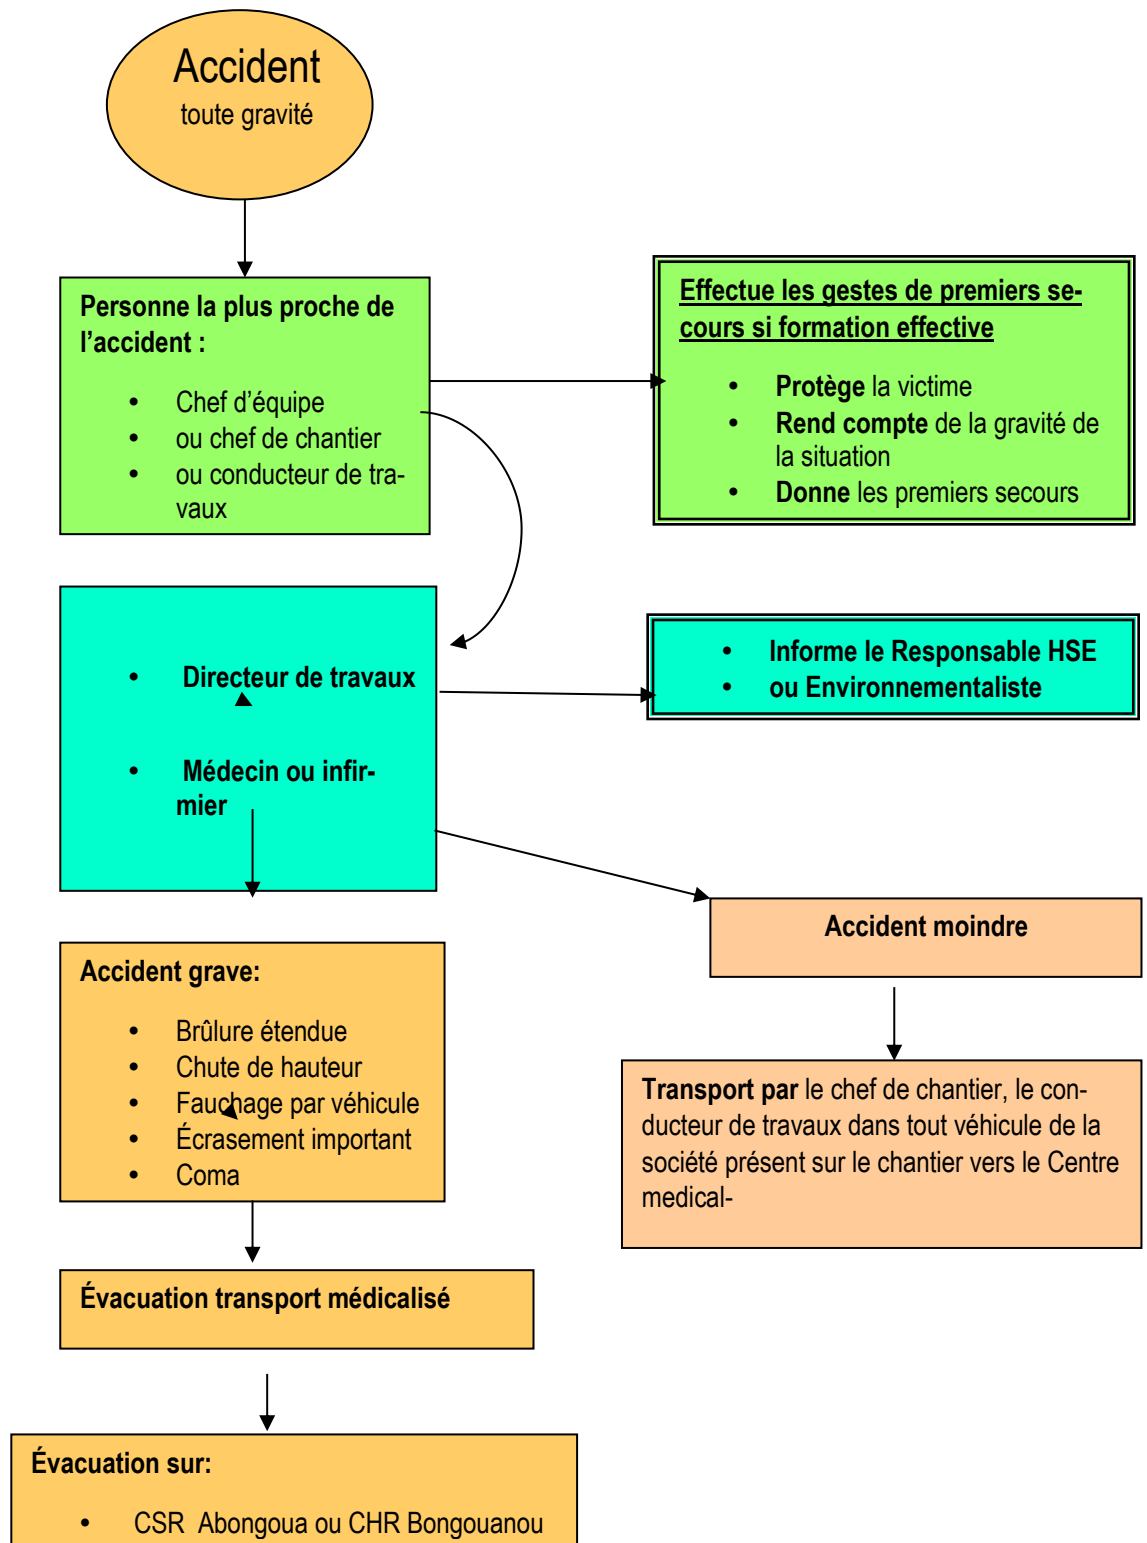 Accident
toute gravité
Personne la plus proche de
l’accident :
• Chef d’équipe
• ou chef de chantier
• ou conducteur de tra-
vaux
Effectue les gestes de premiers se-
cours si formation effective
• Protège la victime
• Rend compte de la gravité de
la situation
• Donne les premiers secours
• Directeur de travaux
• Médecin ou infir-
mier
• Informe le Responsable HSE
• ou Environnementaliste
Accident moindre
Accident grave:
• Brûlure étendue
• Chute de hauteur
• Fauchage par véhicule
• Écrasement important
• Coma
Transport par le chef de chantier, le con-
ducteur de travaux dans tout véhicule de la
société présent sur le chantier vers le Centre
medical-
Évacuation transport médicalisé
Évacuation sur:
• CSR Abongoua ou CHR Bongouanou